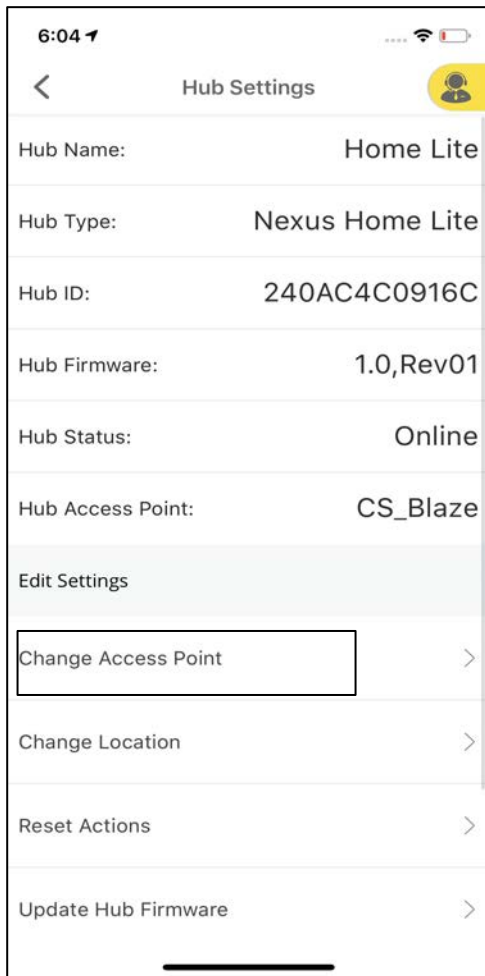 6:04
Hub Settings
Hub Name: Home Lite
Hub Type: Nexus Home Lite
Hub ID: 240AC4C0916C
Hub Firmware: 1.0,Rev01
Hub Status: Online
Hub Access Point: CS_Blaze
Edit Settings
Change Access Point
Change Location
Reset Actions
Update Hub Firmware